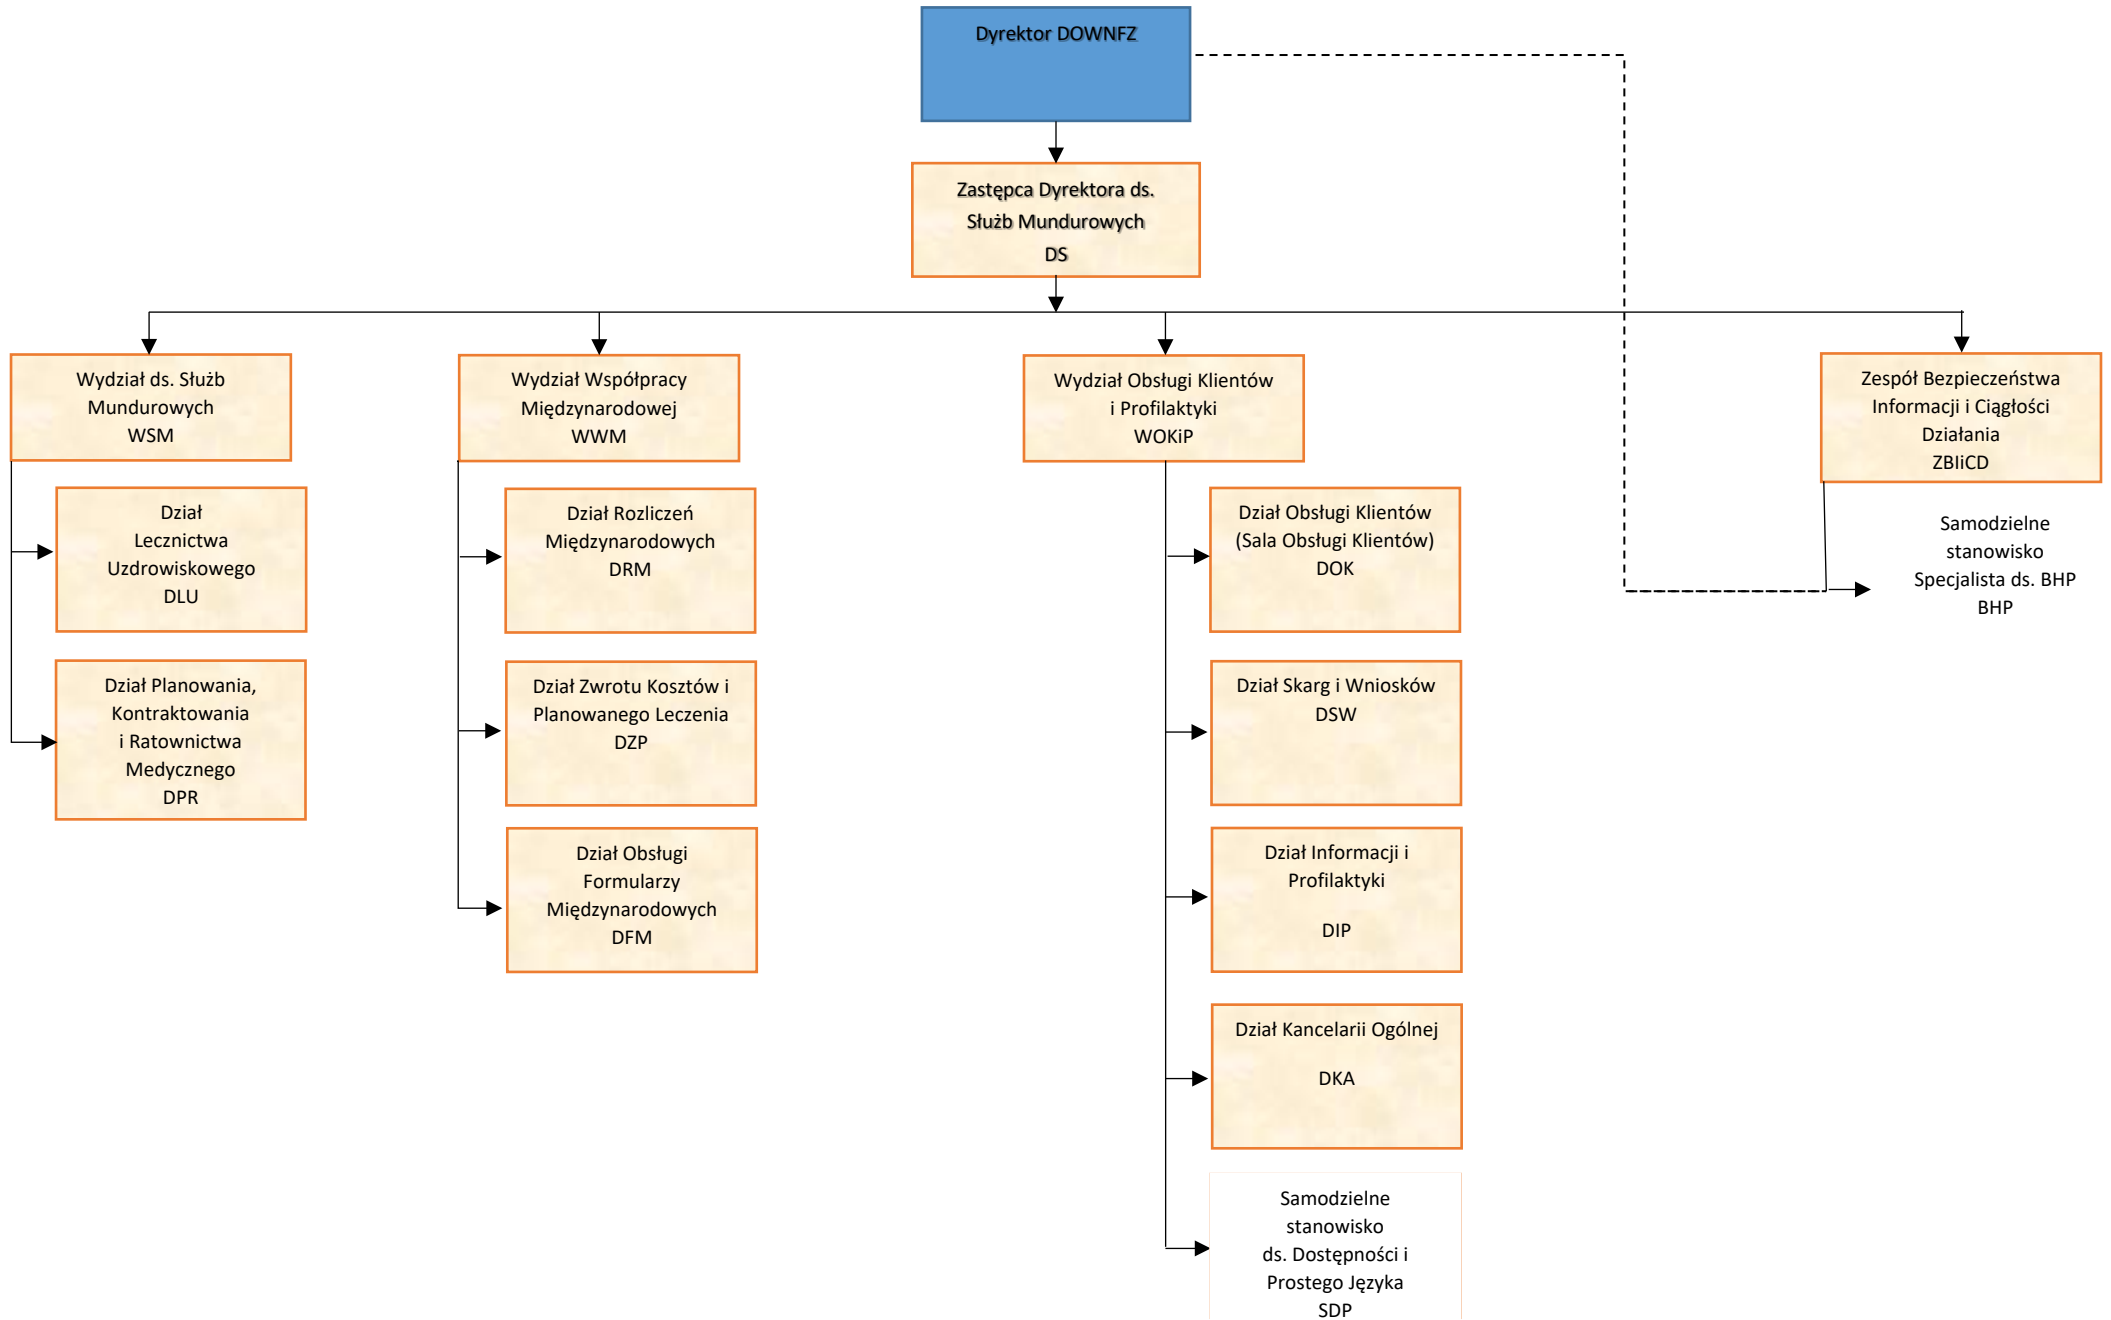 Dyrektor DOWNFZ
Zastępca Dyrektora ds.
Służb Mundurowych
DS
Wydział ds. Służb
Mundurowych
WSM
Dział
Lecznictwa
Uzdrowiskowego
DLU
Dział Planowania,
Kontraktowania
i Ratownictwa
Medycznego
DPR
Wydział Współpracy
Międzynarodowej
WWM
Dział Rozliczeń
Międzynarodowych
DRM
Dział Zwrotu Kosztów i
Planowanego Leczenia
DZP
Dział Obsługi
Formularzy
Międzynarodowych
DFM
Wydział Obsługi Klientów
i Profilaktyki
WOKiP
Dział Obsługi Klientów
(Sala Obsługi Klientów)
DOK
Dział Skarg i Wniosków
DSW
Dział Informacji i
Profilaktyki
DIP
Dział Kancelarii Ogólnej
DKA
Samodzielne
stanowisko
ds. Dostępności i
Prostego Języka
SDP
Zespół Bezpieczeństwa
Informacji i Ciągłości
Działania
ZBIiCD
Samodzielne
stanowisko
Specjalista ds. BHP
BHP